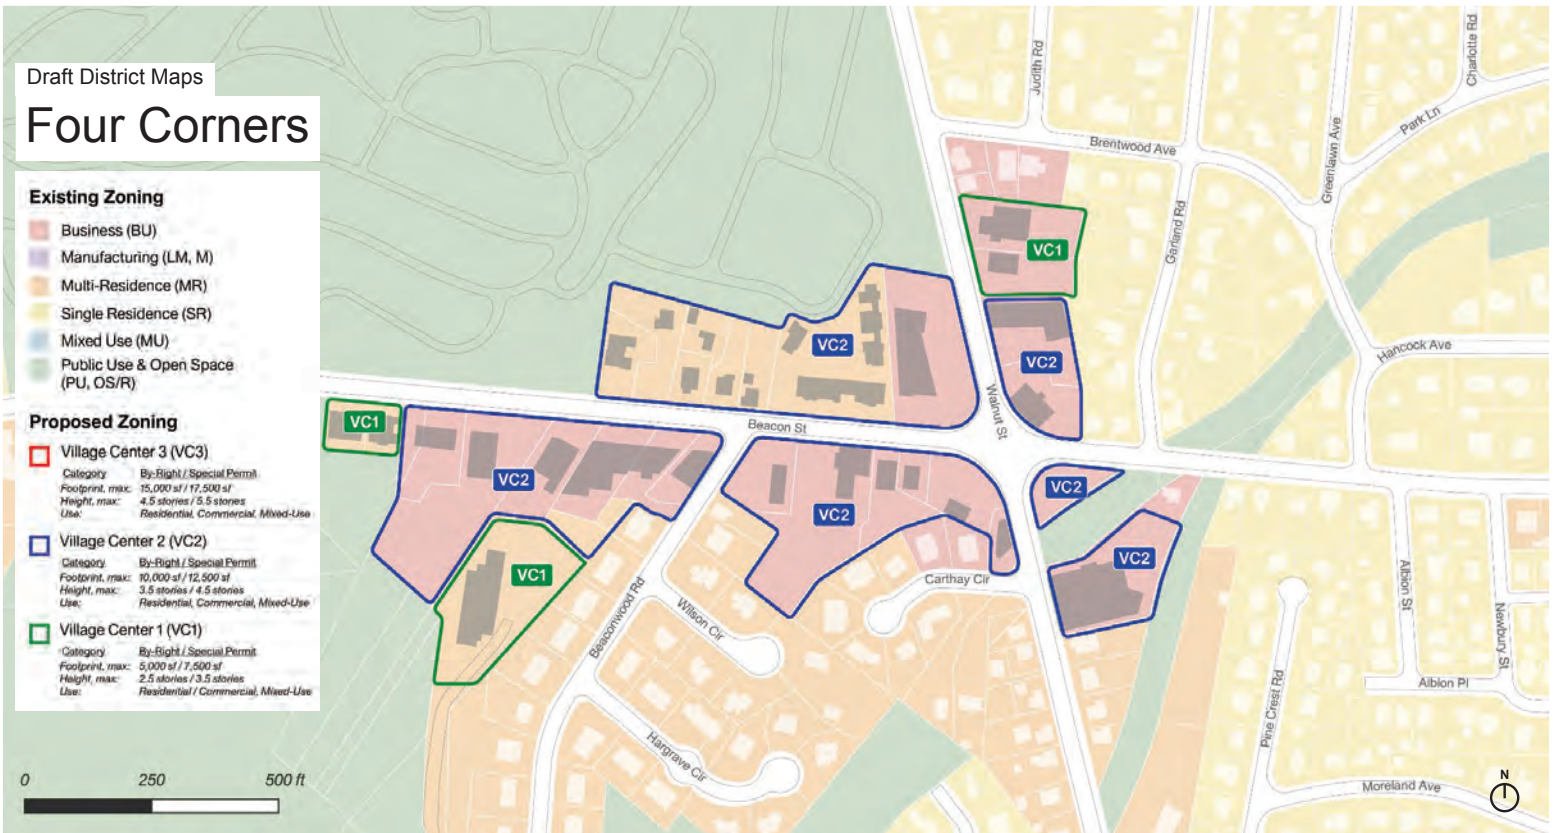 Draft District Maps
Four Corners
Existing Zoning
Business (BU)
Manufacturing (LM, M)
Multi-Residence (MR)
Single Residence (SR)
Mixed Use (MU)
Public Use & Open Space
(PU, OS/R)
Proposed Zoning
Village Center 3 (VC3)
Category By-Right / Special Permit
Footprint, max: 15,000 sf / 17,500 sf
Height, max: 4.5 stories / 5.5 stories
Use: Residential, Commercial, Mixed-Use
Village Center 2 (VC2)
Category By-Right / Special Permit
Footprint, max: 10,000 sf / 12,500 sf
Height, max: 3.5 stories / 4.5 stories
Use: Residential, Commercial, Mixed-Use
Village Center 1 (VC1)
Category By-Right / Special Permit
Footprint, max: 5,000 sf / 7,500 sf
Height, max: 2.5 stories / 3.5 stories
Use: Residential / Commercial, Mixed-Use
0 250 500 ft
Judith Rd
Charlotte Rd
Brentwood Ave
Park Ln
Greenlawn Ave
Garland Rd
VC1
VC2
VC2
Hancock Ave
Walnut St
VC1
Beacon St
VC2
VC2
VC2
VC2
VC1
Carthay Cir
Beaconwood Rd
Wilson Cir
Albion St
Newbury St
Albion Pl
Pine Crest Rd
Hargrave Cir
Moreland Ave
N